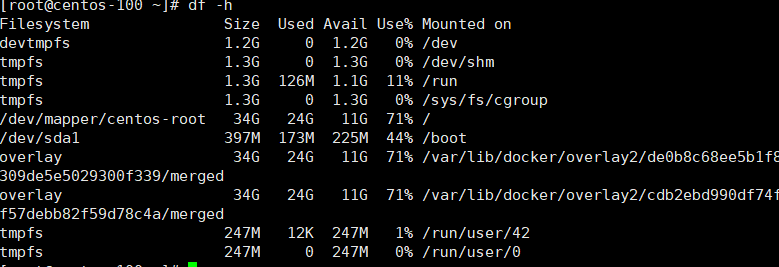 [root@centos-100 ~]# df -h
Filesystem Size Used Avail Use% Mounted on
devtmpfs 1.2G 0 1.2G 0% /dev
tmpfs 1.3G 0 1.3G 0% /dev/shm
tmpfs 1.3G 126M 1.1G 11% /run
tmpfs 1.3G 0 1.3G 0% /sys/fs/cgroup
/dev/mapper/centos-root 34G 24G 11G 71% /
/dev/sda1 397M 173M 225M 44% /boot
overlay 34G 24G 11G 71% /var/lib/docker/overlay2/de0b8c68ee5b1f8
309de5e5029300f339/merged
overlay 34G 24G 11G 71% /var/lib/docker/overlay2/cdb2ebd990df74f
f57debb82f59d78c4a/merged
tmpfs 247M 12K 247M 1% /run/user/42
tmpfs 247M 0 247M 0% /run/user/0